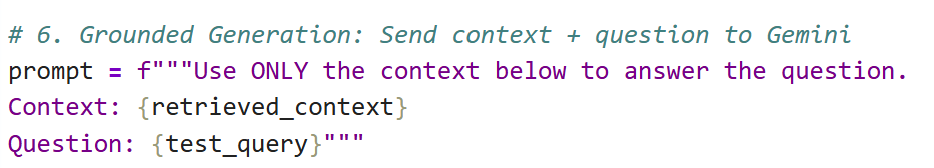 # 6. Grounded Generation: Send context + question to Gemini
prompt = f"""Use ONLY the context below to answer the question.
Context: {retrieved_context}
Question: {test_query}"""